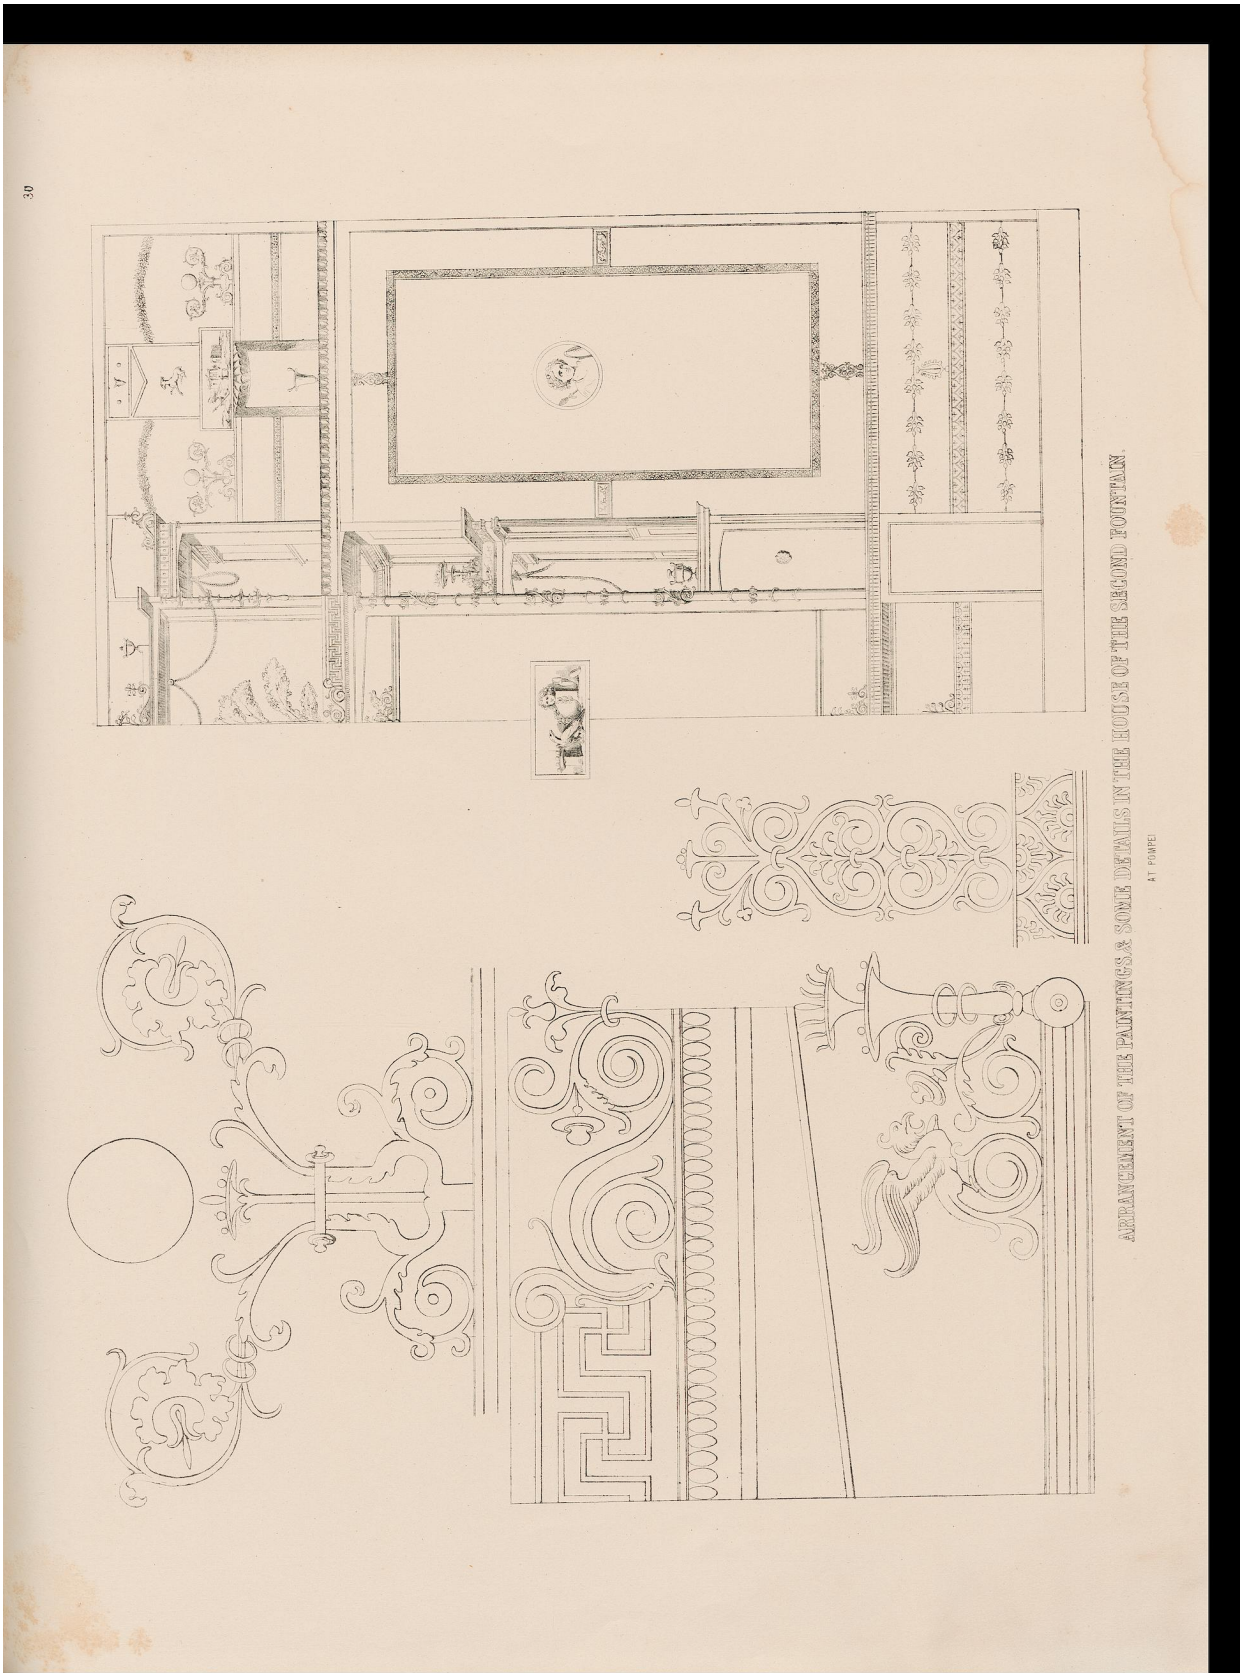 30
ARRANGEMENT OF THE PAINTINGS & SOME DETAILS IN THE HOUSE OF THE SECOND FOUNTAIN.
AT POMPEI